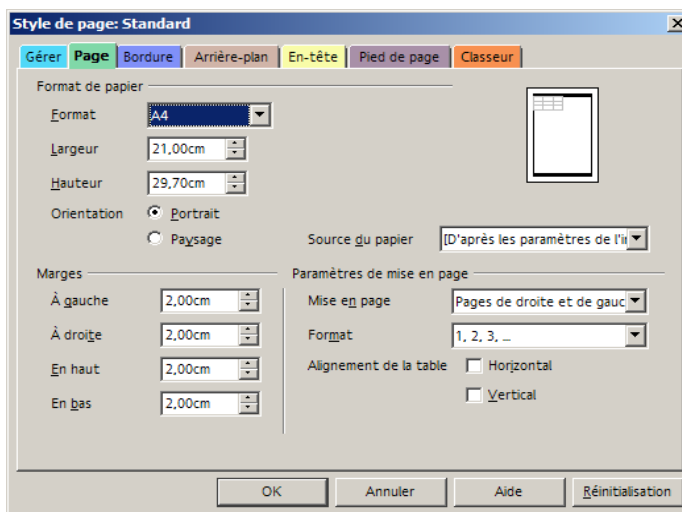 Style de page: Standard
Gérer Page Bordure Arrière-plan En-tête Pied de page Classeur
Format de papier
Format A4
Largeur 21,00cm
Hauteur 29,70cm
Orientation Portrait
Paysage
Source du papier [D'après les paramètres de l'i
Marges
À gauche 2,00cm
À droite 2,00cm
En haut 2,00cm
En bas 2,00cm
Paramètres de mise en page
Mise en page Pages de droite et de gauc
Format 1, 2, 3, ...
Alignement de la table Horizontal
Vertical
OK Annuler Aide Réinitialisation